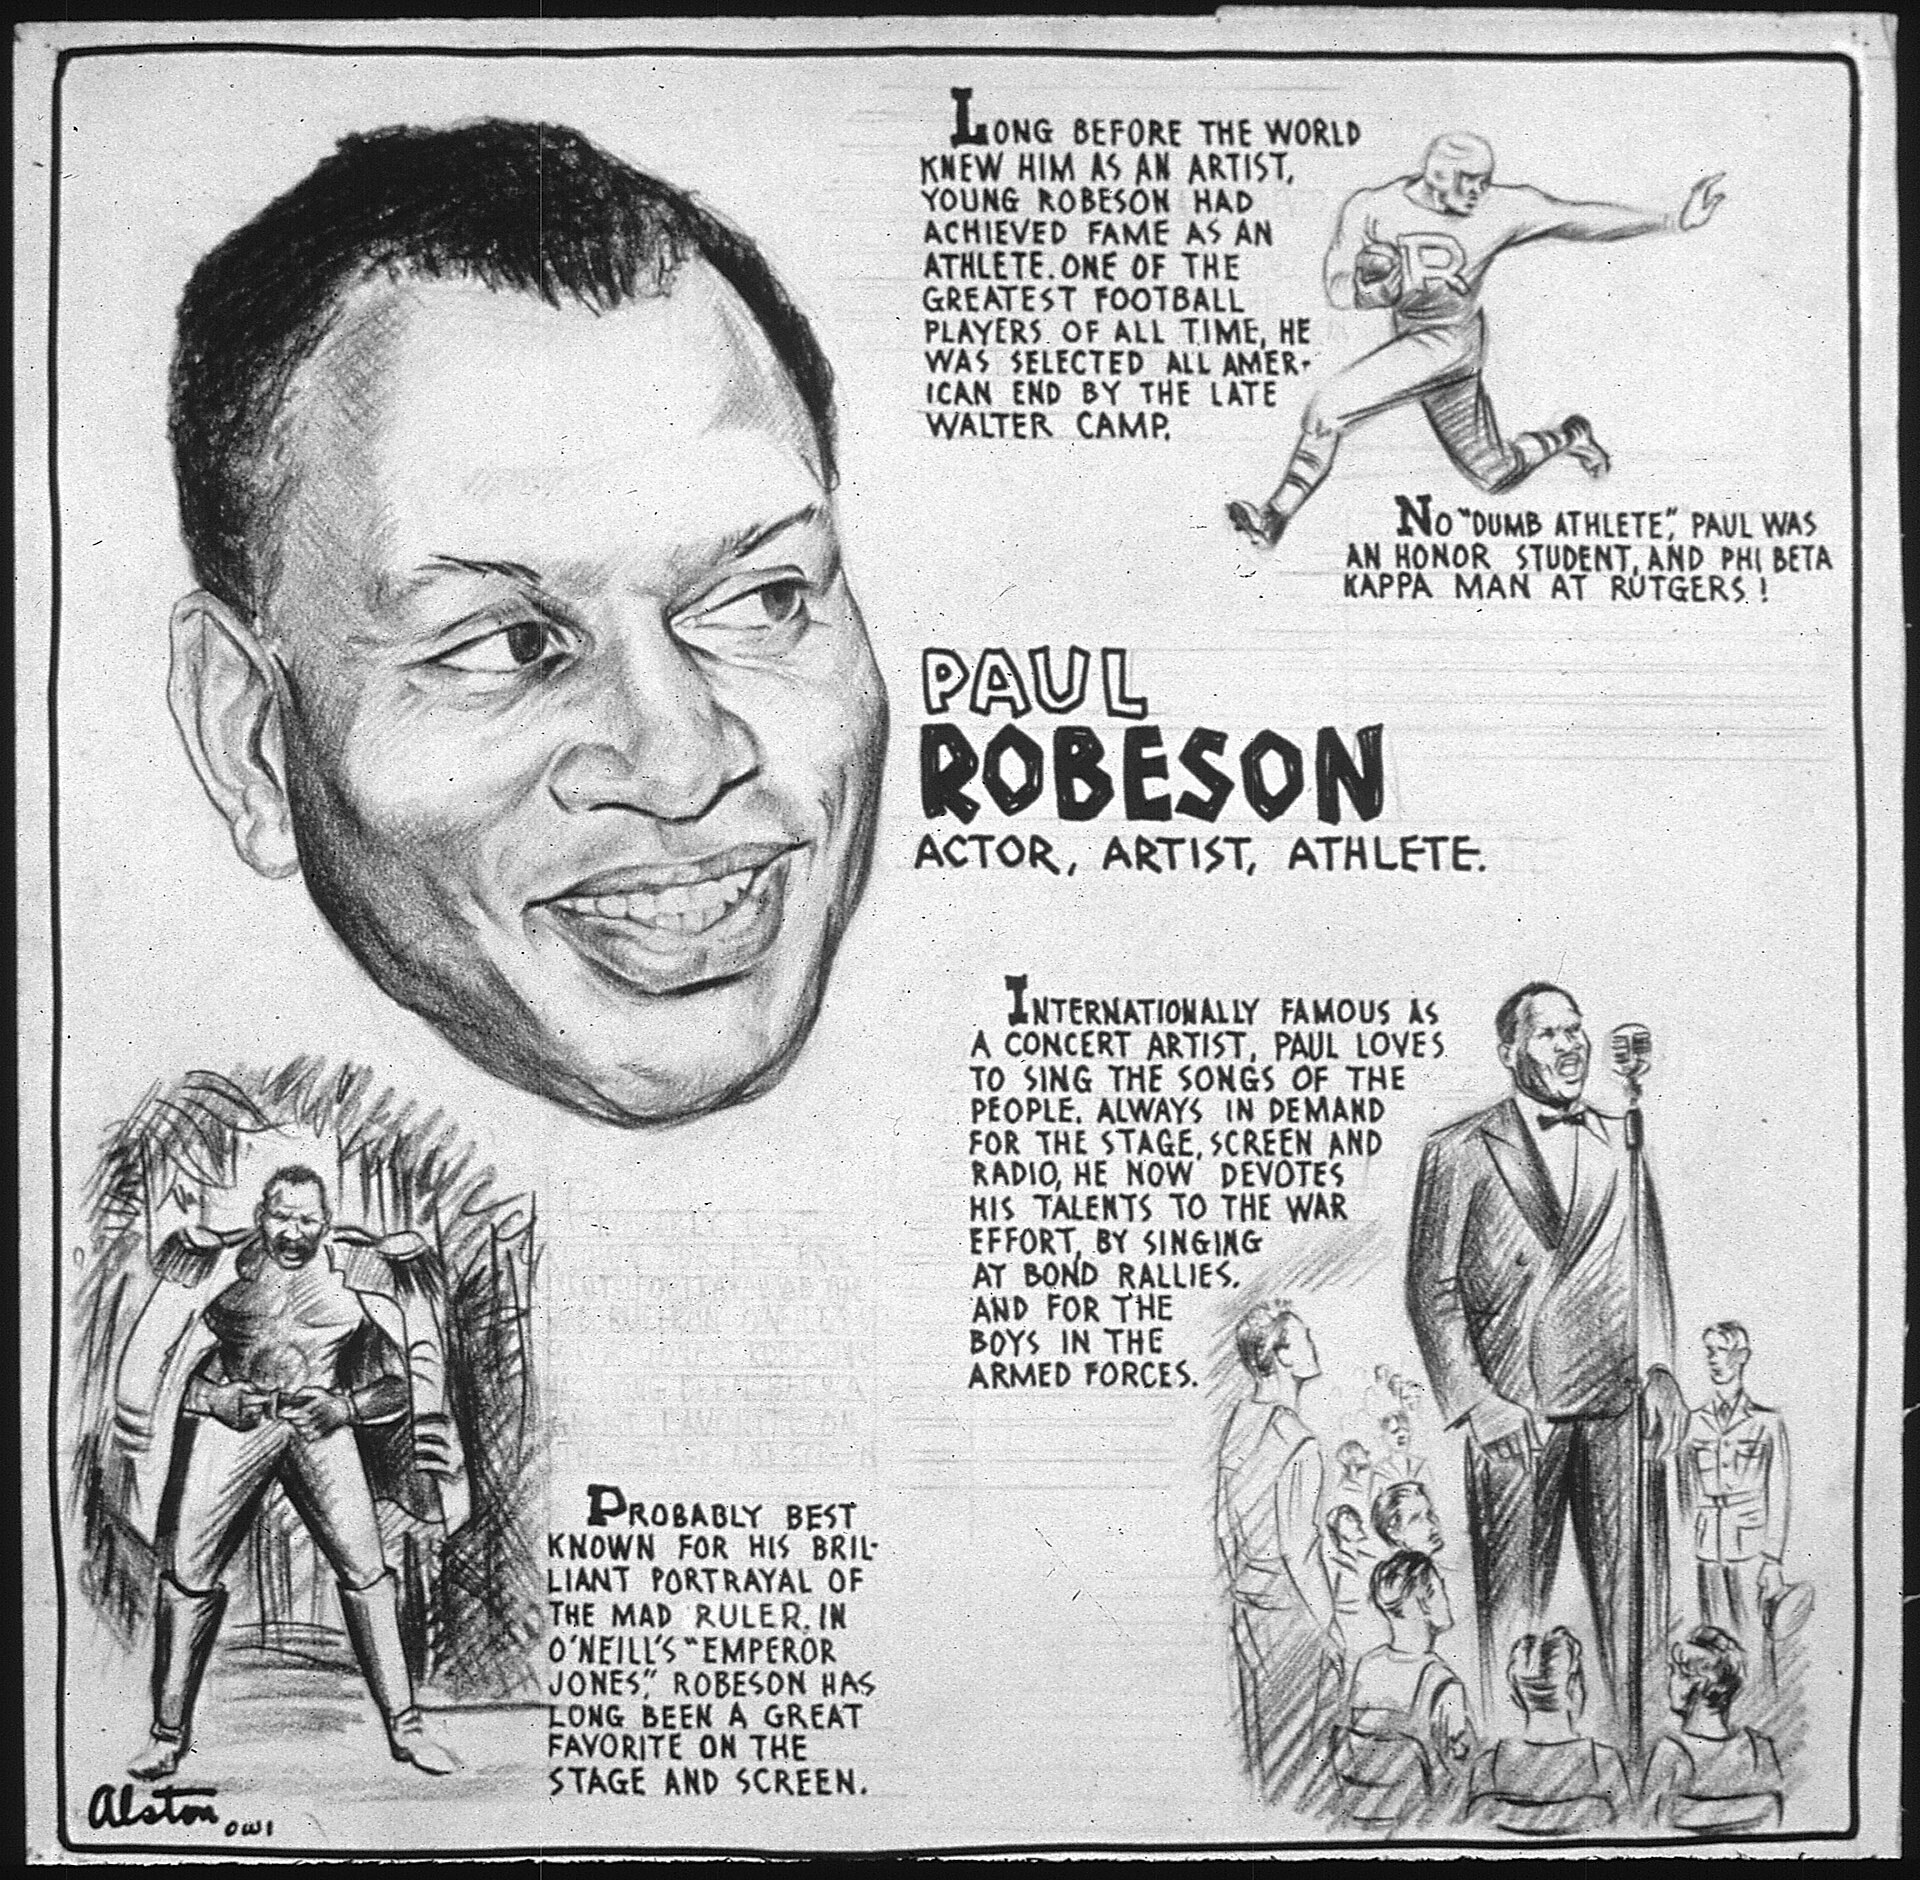 LONG BEFORE THE WORLD
KNEW HIM AS AN ARTIST,
YOUNG ROBESON HAD
ACHIEVED FAME AS AN
ATHLETE. ONE OF THE
GREATEST FOOTBALL
PLAYERS OF ALL TIME, HE
WAS SELECTED ALL AMER-
ICAN END BY THE LATE
WALTER CAMP.
R
NO "DUMB ATHLETE", PAUL WAS
AN HONOR STUDENT, AND PHI BETA
KAPPA MAN AT RUTGERS!
PAUL
ROBESON
ACTOR, ARTIST, ATHLETE.
INTERNATIONALLY FAMOUS AS
A CONCERT ARTIST, PAUL LOVES
TO SING THE SONGS OF THE
PEOPLE. ALWAYS IN DEMAND
FOR THE STAGE, SCREEN AND
RADIO, HE NOW DEVOTES
HIS TALENTS TO THE WAR
EFFORT, BY SINGING
AT BOND RALLIES.
AND FOR THE
BOYS IN THE
ARMED FORCES.
PROBABLY BEST
KNOWN FOR HIS BRIL-
LIANT PORTRAYAL OF
THE MAD RULER. IN
O'NEILL'S "EMPEROR
JONES", ROBESON HAS
LONG BEEN A GREAT
FAVORITE ON THE
STAGE AND SCREEN.
Alston OWI